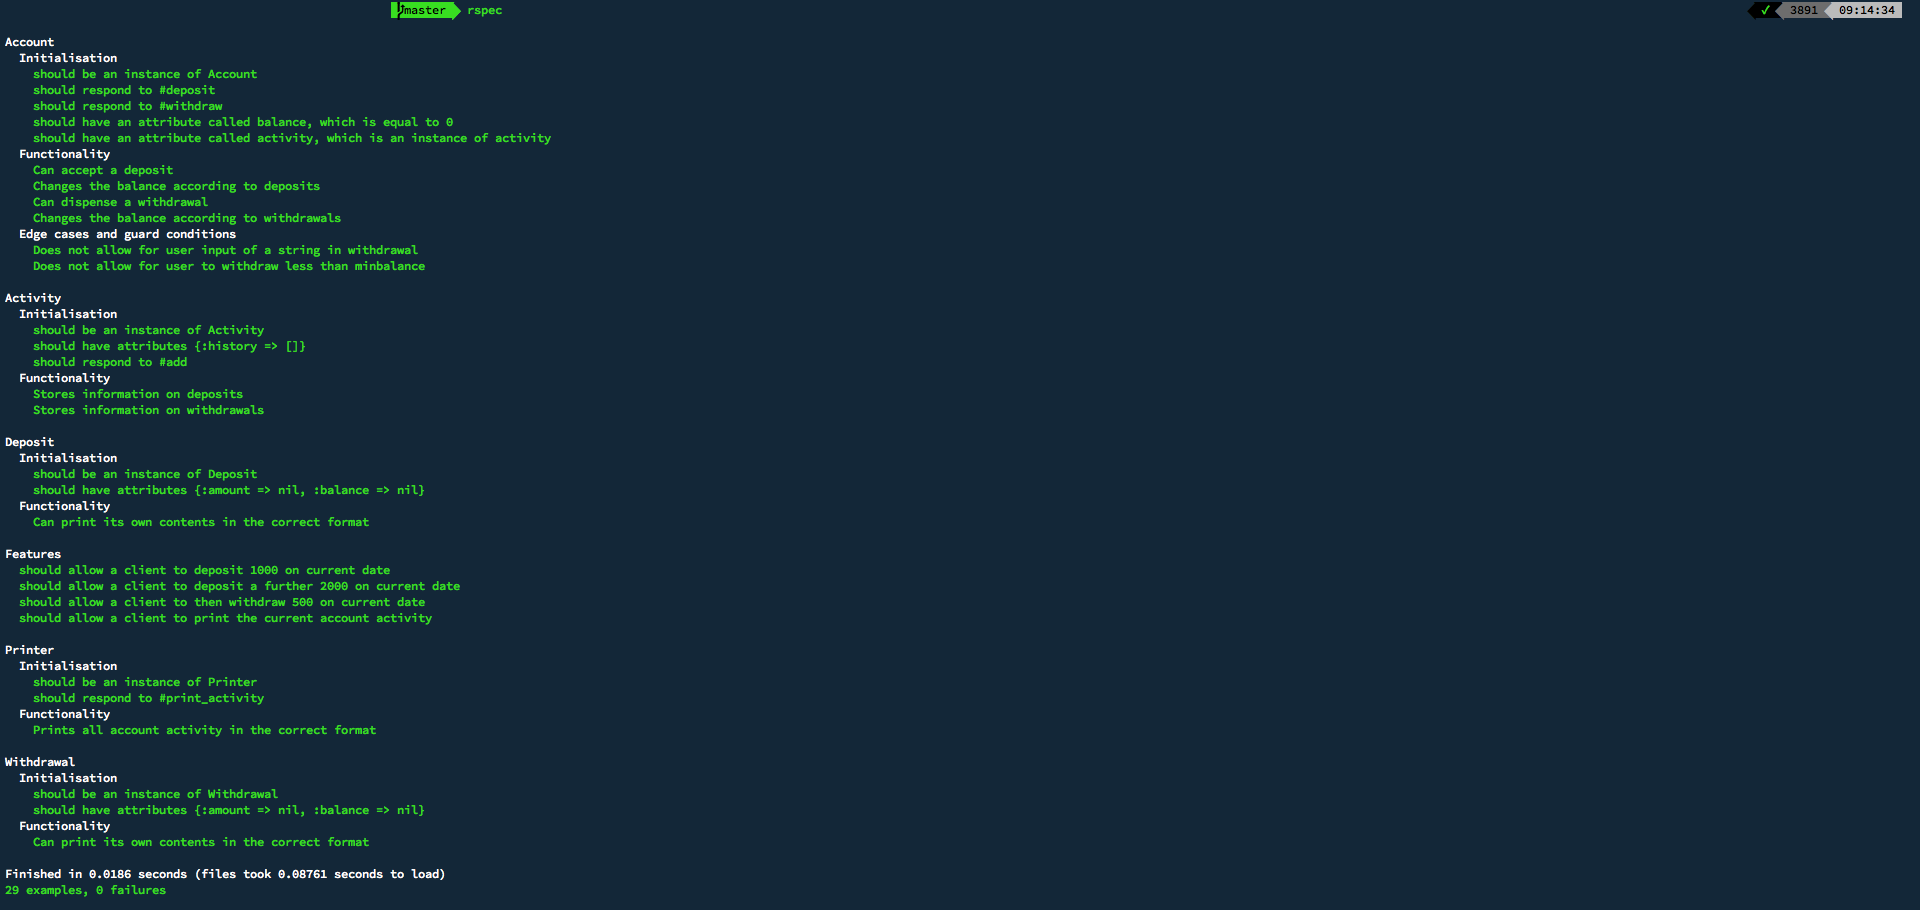 master rspec ✓ 3891 09:14:34
Account
Initialisation
should be an instance of Account
should respond to #deposit
should respond to #withdraw
should have an attribute called balance, which is equal to 0
should have an attribute called activity, which is an instance of activity
Functionality
Can accept a deposit
Changes the balance according to deposits
Can dispense a withdrawal
Changes the balance according to withdrawals
Edge cases and guard conditions
Does not allow for user input of a string in withdrawal
Does not allow for user to withdraw less than minbalance
Activity
Initialisation
should be an instance of Activity
should have attributes {:history => []}
should respond to #add
Functionality
Stores information on deposits
Stores information on withdrawals
Deposit
Initialisation
should be an instance of Deposit
should have attributes {:amount => nil, :balance => nil}
Functionality
Can print its own contents in the correct format
Features
should allow a client to deposit 1000 on current date
should allow a client to deposit a further 2000 on current date
should allow a client to then withdraw 500 on current date
should allow a client to print the current account activity
Printer
Initialisation
should be an instance of Printer
should respond to #print_activity
Functionality
Prints all account activity in the correct format
Withdrawal
Initialisation
should be an instance of Withdrawal
should have attributes {:amount => nil, :balance => nil}
Functionality
Can print its own contents in the correct format
Finished in 0.0186 seconds (files took 0.08761 seconds to load)
29 examples, 0 failures